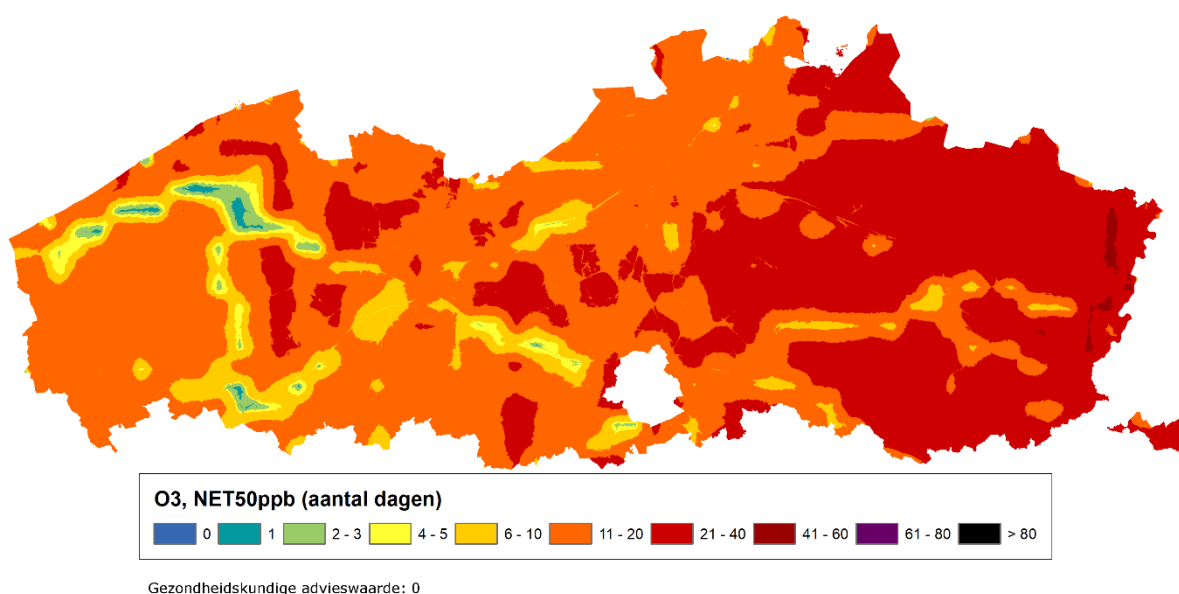 O3, NET50ppb (aantal dagen)
0 1 2 - 3 4 - 5 6 - 10 11 - 20 21 - 40 41 - 60 61 - 80 > 80
Gezondheidskundige advieswaarde: 0